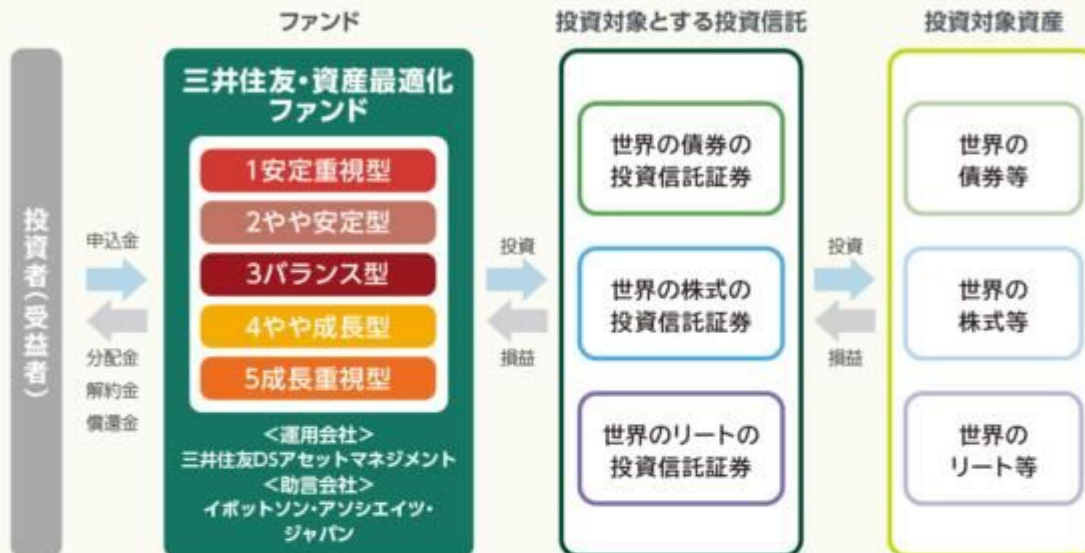 ファンド
投資対象とする投資信託
投資対象資産
投資者(受益者)
申込金
分配金
解約金
償還金
三井住友・資産最適化
ファンド
1安定重視型
2やや安定型
3バランス型
4やや成長型
5成長重視型
<運用会社>
三井住友DSアセットマネジメント
<助言会社>
イボットソン・アソシエイツ・
ジャパン
投資
損益
世界の債券の
投資信託証券
世界の株式の
投資信託証券
世界のリートの
投資信託証券
投資
損益
世界の
債券等
世界の
株式等
世界の
リート等